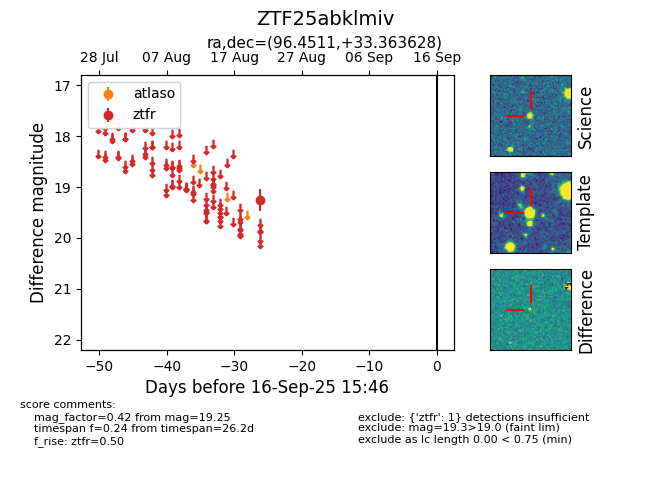 ZTF25abklmiv
ra,dec=(96.4511,+33.363628)
28 Jul 07 Aug 17 Aug 27 Aug 06 Sep 16 Sep
17
18
19
20
21
22
Difference magnitude
atlaso
ztfr
−50 −40 −30 −20 −10 0
Days before 16-Sep-25 15:46
Science
Template
Difference
score comments:
mag_factor=0.42 from mag=19.25
timespan f=0.24 from timespan=26.2d
f_rise: ztfr=0.50
exclude: {'ztfr': 1} detections insufficient
exclude: mag=19.3>19.0 (faint lim)
exclude as lc length 0.00 < 0.75 (min)